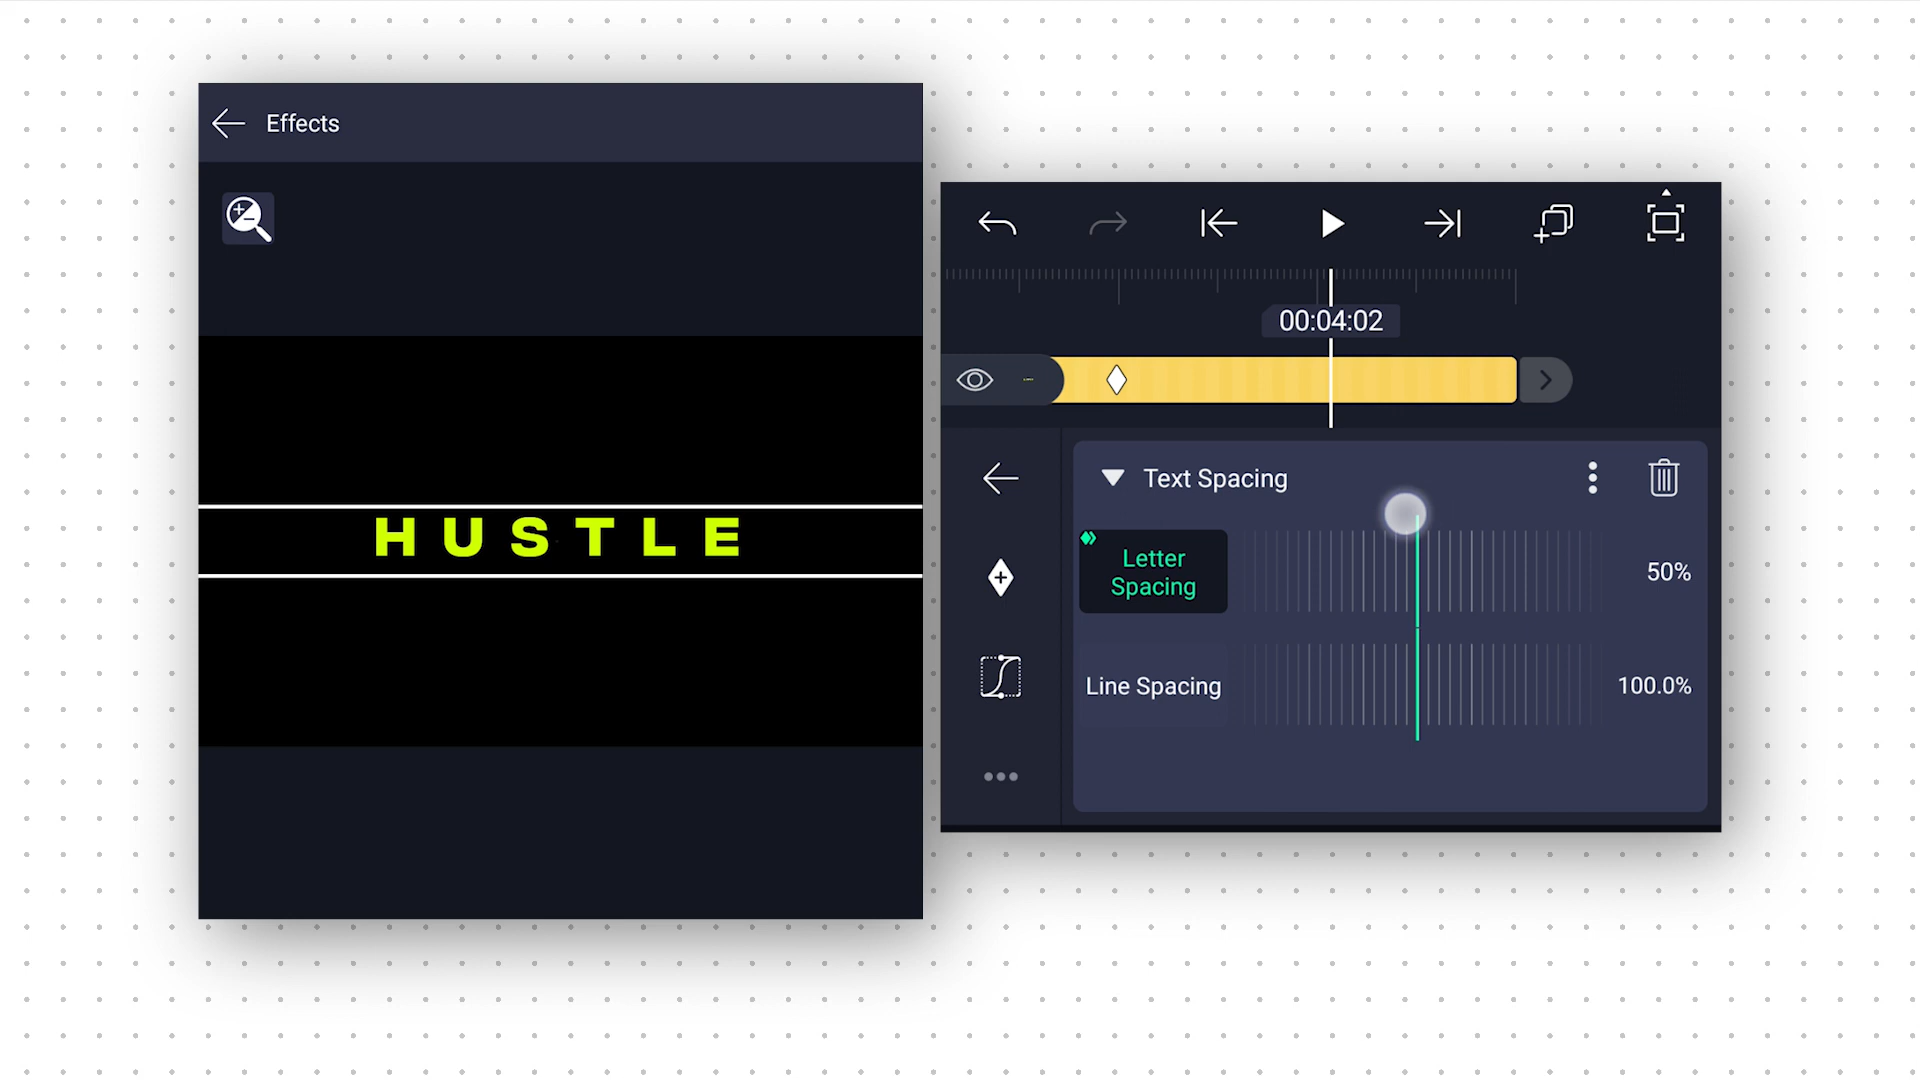 Effects
HUSTLE
00:04:02
Text Spacing
Letter
Spacing
50%
Line Spacing
100.0%